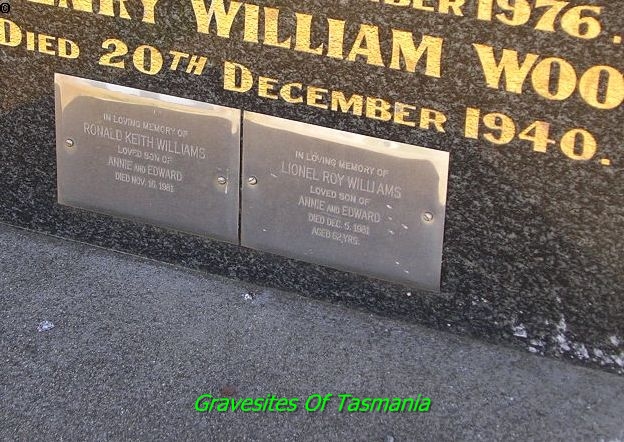 BER 1976.
HENRY WILLIAM WOO
DIED 20TH DECEMBER 1940.
IN LOVING MEMORY OF
RONALD KEITH WILLIAMS
LOVED SON OF
ANNIE AND EDWARD
DIED NOV. 10, 1981
IN LOVING MEMORY OF
LIONEL ROY WILLIAMS
LOVED SON OF
ANNIE AND EDWARD
DIED DEC. 5, 1981
AGED 62 YRS.
Gravesites Of Tasmania